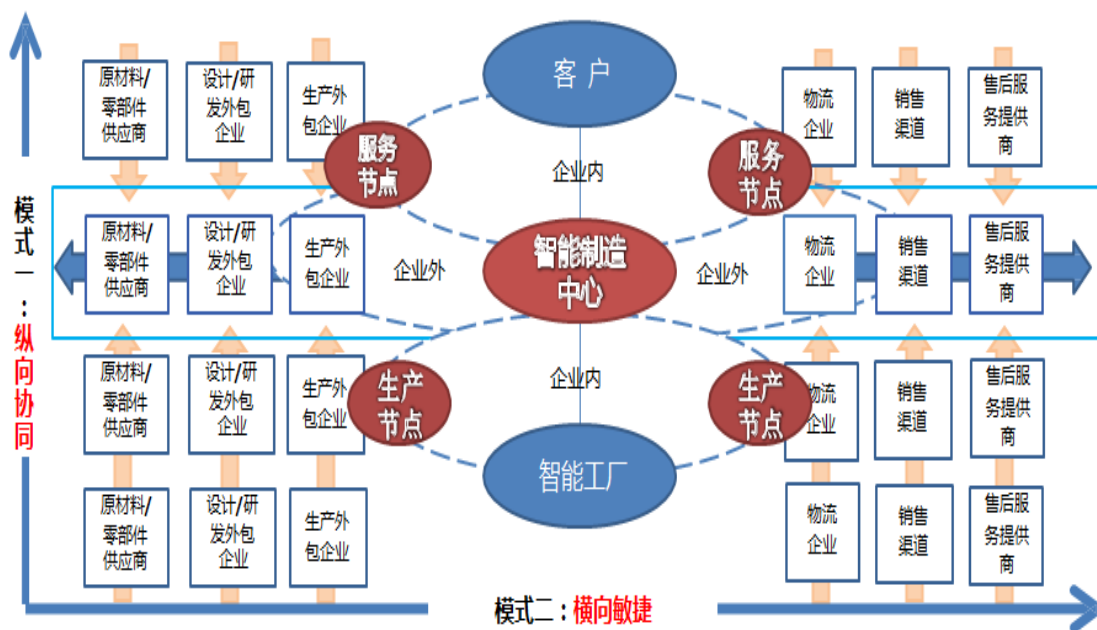 客 户
原材料/
零部件
供应商
设计/研
发外包
企业
生产外
包企业
物流
企业
销售
渠道
售后服
务提供
商
服务
节点
服务
节点
企业内
模式一：纵向协同
原材料/
零部件
供应商
设计/研
发外包
企业
生产外
包企业
企业外
智能制造
中心
企业外
物流
企业
销售
渠道
售后服
务提供
商
原材料/
零部件
供应商
设计/研
发外包
企业
生产外
包企业
生产
节点
企业内
生产
节点
物流
企业
销售
渠道
售后服
务提供
商
智能工厂
原材料/
零部件
供应商
设计/研
发外包
企业
生产外
包企业
物流
企业
销售
渠道
售后服
务提供
商
模式二：横向敏捷